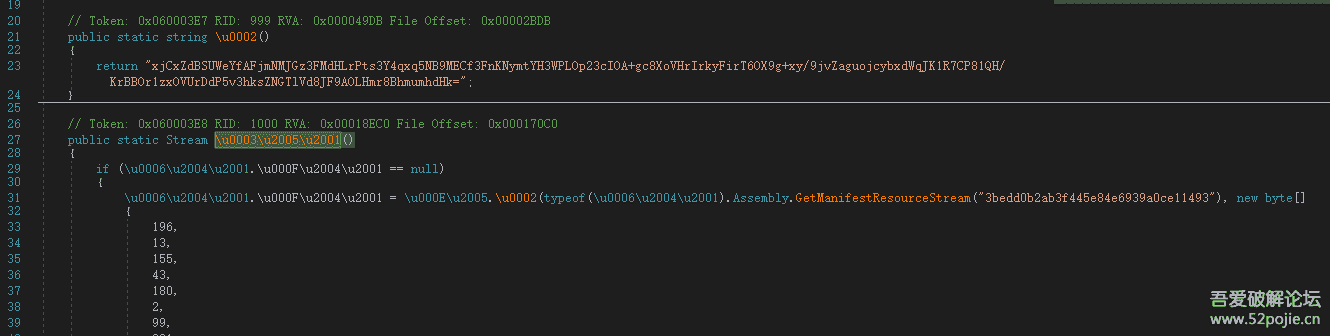 19
20 // Token: 0x060003E7 RID: 999 RVA: 0x000049DB File Offset: 0x00002BDB
21 public static string \u0002()
22 {
23 return "xjCxZdBSUWeYfAFjmNMJGz3FMdHLrPts3Y4qxq5NB9MECf3FnKNymtYH3WPLOp23cIOA+gc8XoVHrIrkyFirT6OX9g+xy/9jvZaguojcybxdWqJK1R7CP81QH/
KrBBOr1zxOVUrDdP5v3hksZNGTlVd8JF9AOLHmr8BhmumhdHk=";
24 }
25
26 // Token: 0x060003E8 RID: 1000 RVA: 0x00018EC0 File Offset: 0x000170C0
27 public static Stream \u0003\u2005\u2001()
28 {
29 if (\u0006\u2004\u2001.\u000F\u2004\u2001 == null)
30 {
31 \u0006\u2004\u2001.\u000F\u2004\u2001 = \u000E\u2005.\u0002(typeof(\u0006\u2004\u2001).Assembly.GetManifestResourceStream("3bedd0b2ab3f445e84e6939a0ce11493"), new byte[]
32 {
33 196,
34 13,
35 155,
36 43,
37 180,
38 2,
39 99,
吾爱破解论坛
www.52pojie.cn